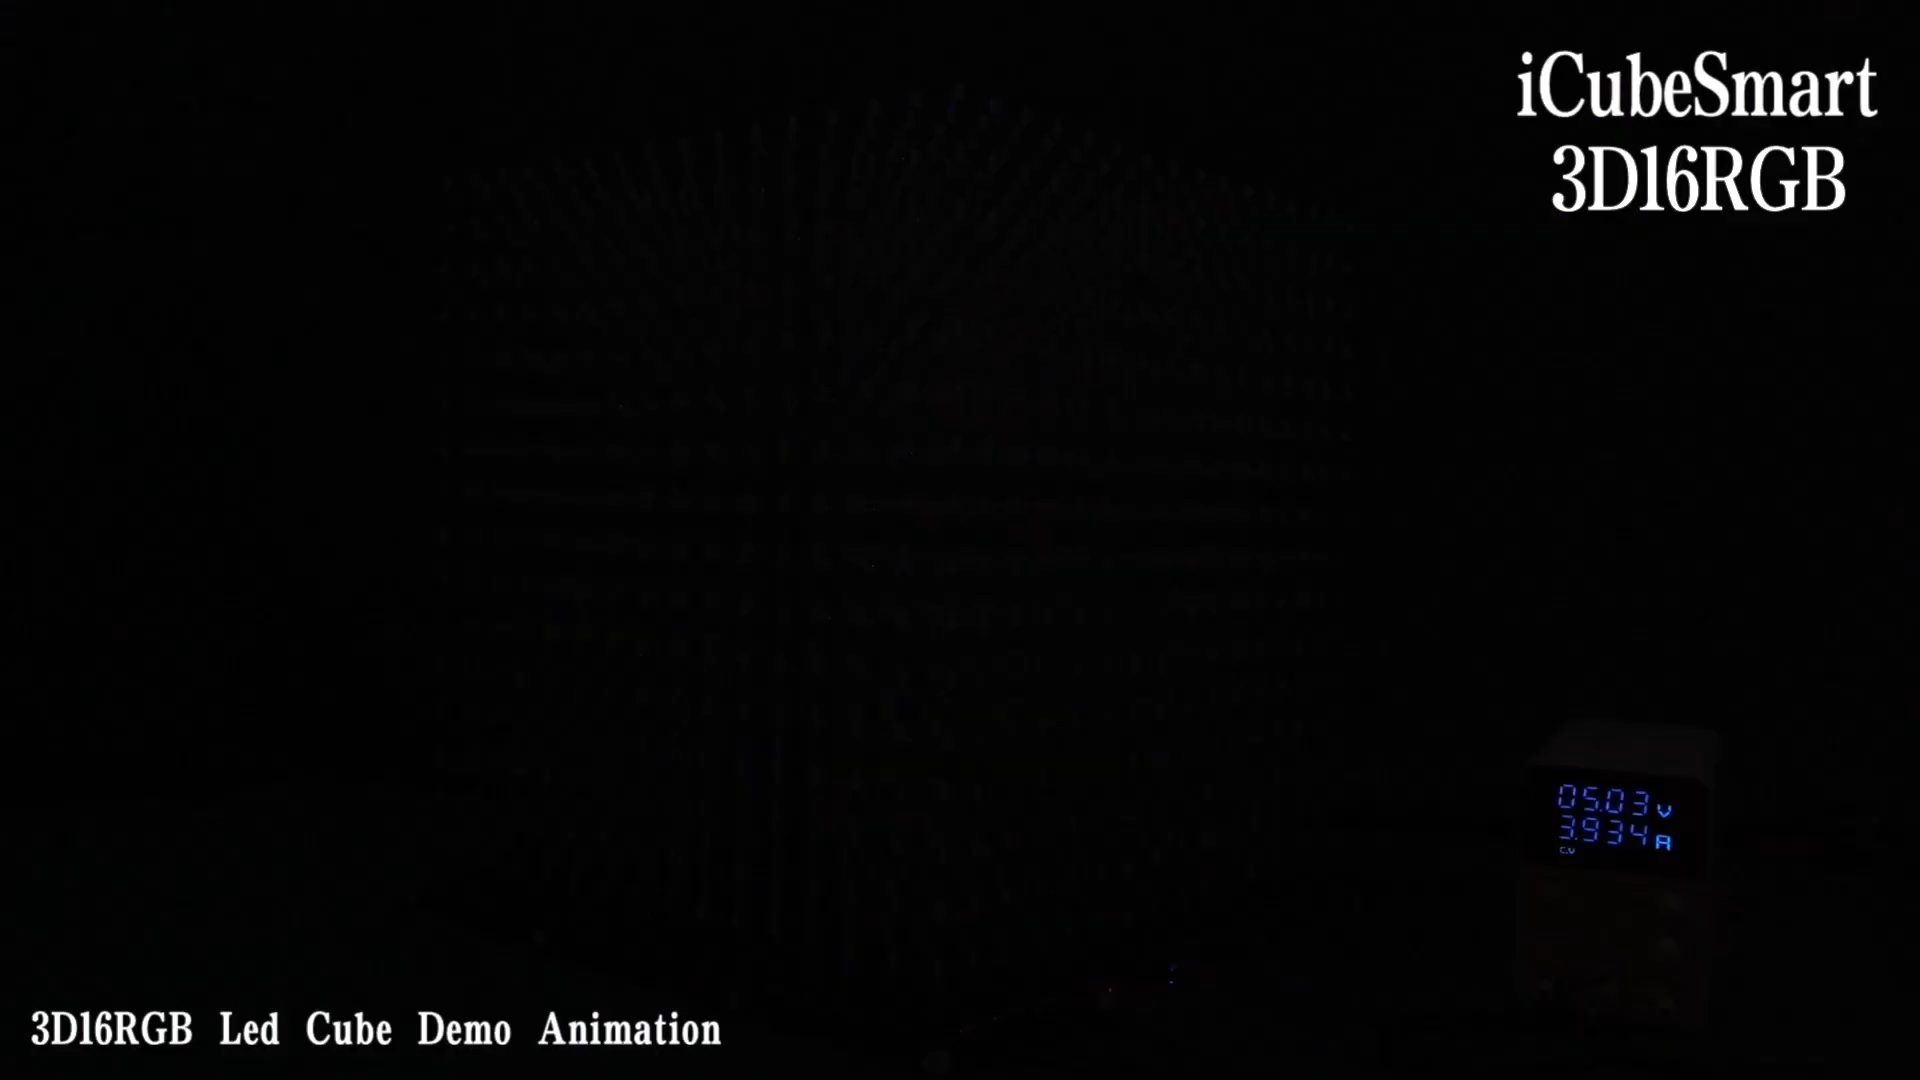 iCubeSmart
3D16RGB
05.03 V
3.934 A
C.V
3D16RGB Led Cube Demo Animation